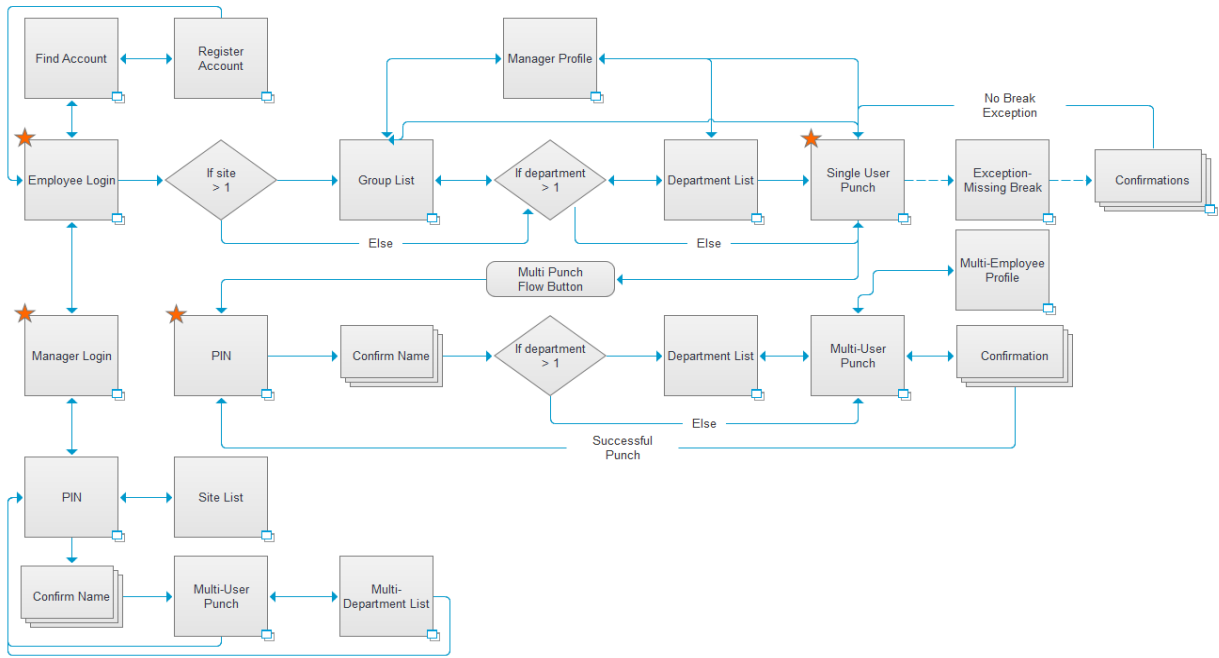 Find Account
Register
Account
Manager Profile
No Break
Exception
Employee Login
If site
> 1
Group List
If department
> 1
Department List
Single User
Punch
Exception-
Missing Break
Confirmations
Else
Else
Multi Punch
Flow Button
Multi-Employee
Profile
Manager Login
PIN
Confirm Name
If department
> 1
Department List
Multi-User
Punch
Confirmation
Else
Successful
Punch
PIN
Site List
Confirm Name
Multi-User
Punch
Multi-
Department List